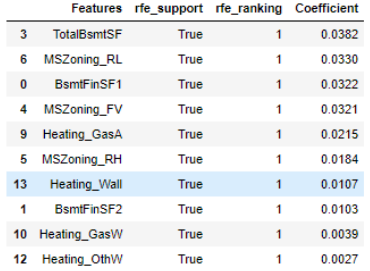 Features rfe_support rfe_ranking Coefficient
3 TotalBsmtSF True 1 0.0382
6 MSZoning_RL True 1 0.0330
0 BsmtFinSF1 True 1 0.0322
4 MSZoning_FV True 1 0.0321
9 Heating_GasA True 1 0.0215
5 MSZoning_RH True 1 0.0184
13 Heating_Wall True 1 0.0107
1 BsmtFinSF2 True 1 0.0103
10 Heating_GasW True 1 0.0039
12 Heating_OthW True 1 0.0027